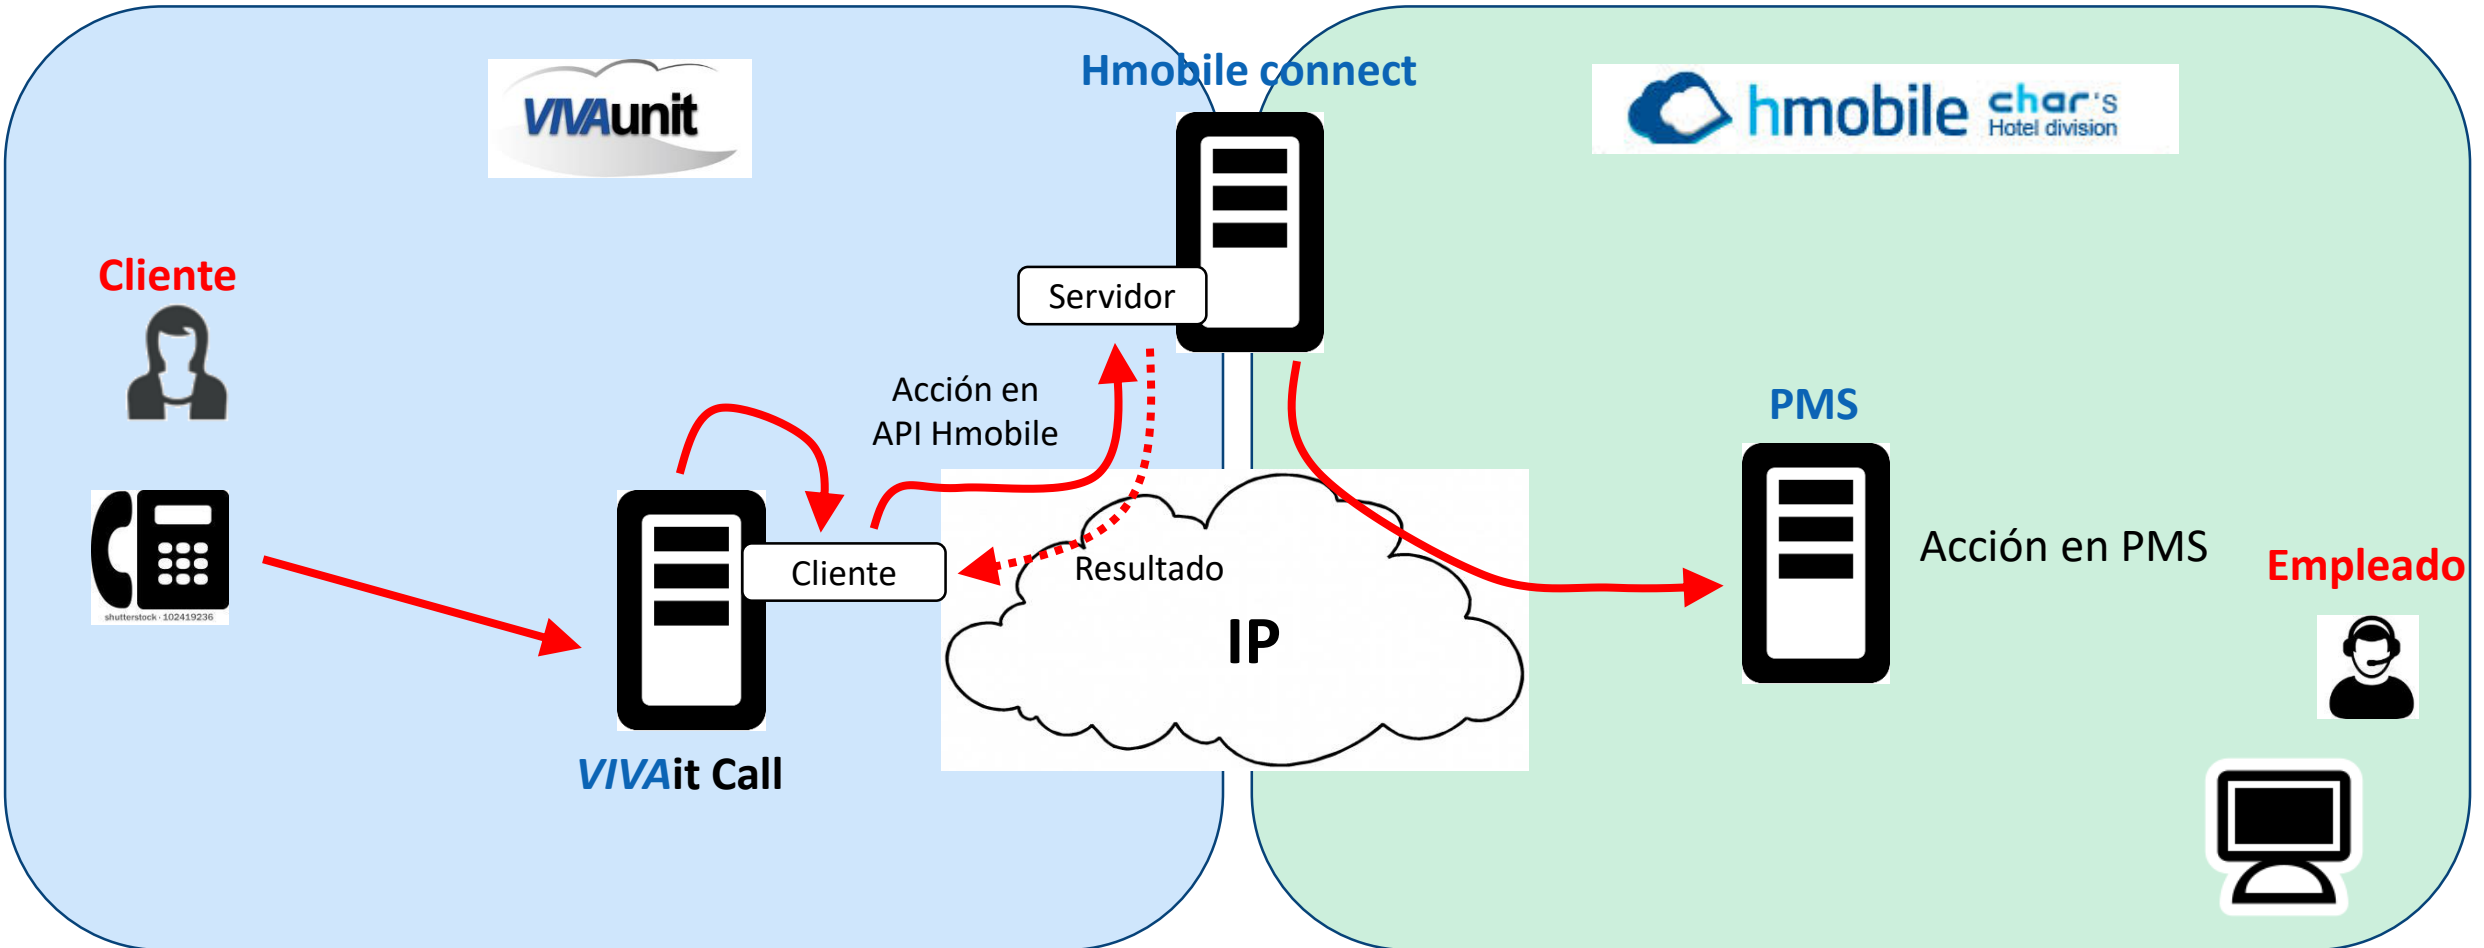 Hmobile connect
VIVAunit
hmobile char's
Hotel division
Cliente
Servidor
Acción en
API Hmobile
PMS
Acción en PMS
Empleado
Cliente
Resultado
IP
shutterstock · 102419236
VIVAit Call